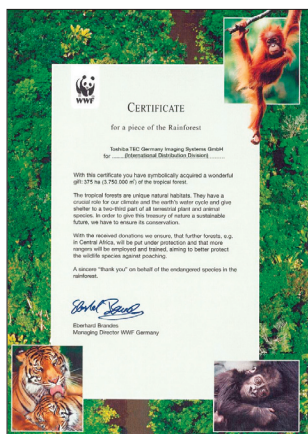 WWF
CERTIFICATE
for a piece of the Rainforest
Toshiba TEC Germany Imaging Systems GmbH
for (International Distribution Division)
With this certificate you have symbolically acquired a wonderful
gift: 375 ha (3.750.000 m²) of the tropical forest.
The tropical forests are unique natural habitats. They have a
crucial role for our climate and the earth's water cycle and give
shelter to a two-third part of all terrestrial plant and animal
species. In order to give this treasury of nature a sustainable
future, we have to ensure its conservation.
With the received donations we ensure, that further forests, e.g.
in Central Africa, will be put under protection and that more
rangers will be employed and trained, aiming to better protect
the wildlife species against poaching.
A sincere "thank you" on behalf of the endangered species in the
rainforest.
Eberhard Brandes
Managing Director WWF Germany